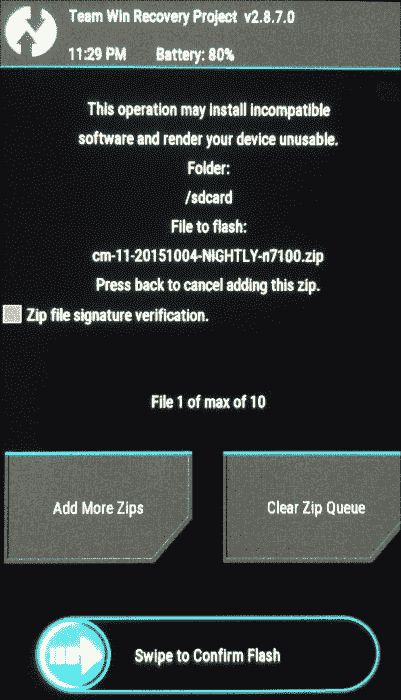 Team Win Recovery Project v2.8.7.0
11:29 PM Battery: 80%
This operation may install incompatible
software and render your device unusable.
Folder:
/sdcard
File to flash:
cm-11-20151004-NIGHTLY-n7100.zip
Press back to cancel adding this zip.
Zip file signature verification.
File 1 of max of 10
Add More Zips
Clear Zip Queue
Swipe to Confirm Flash